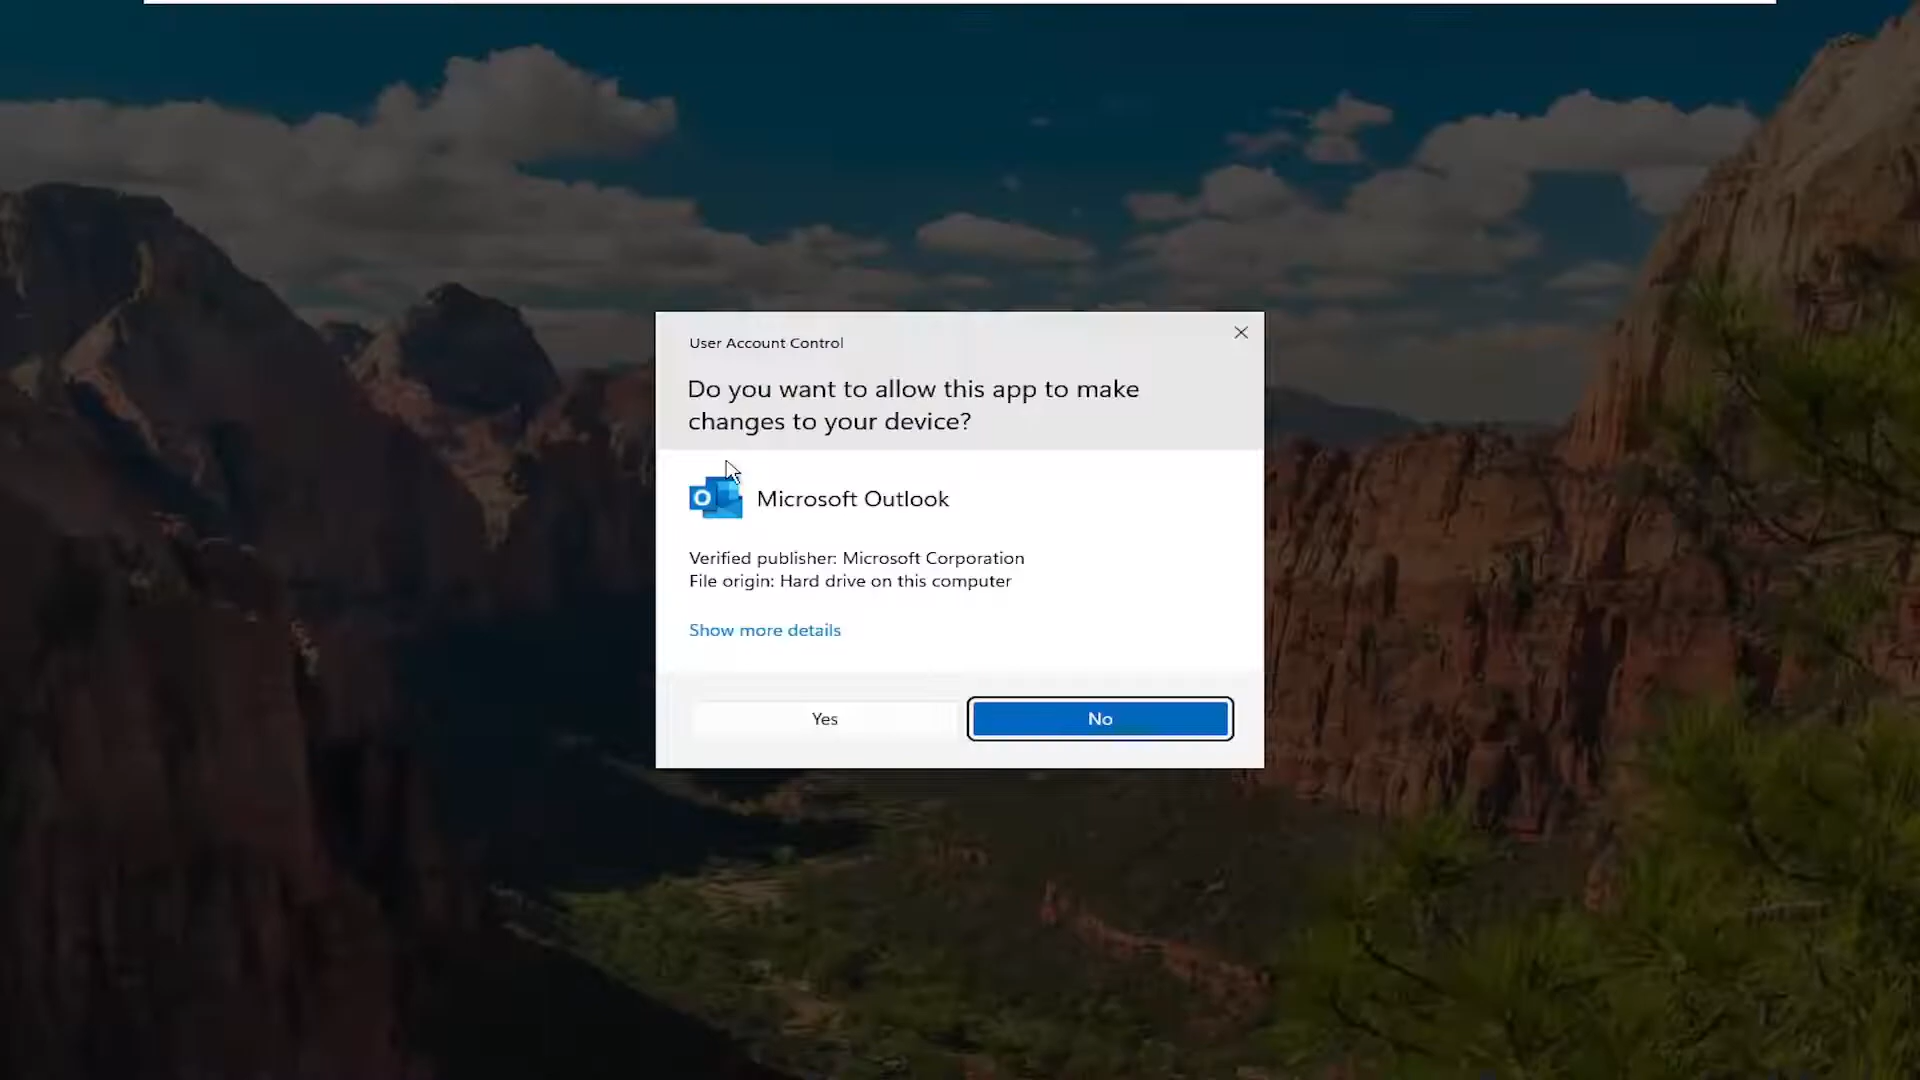 User Account Control
Do you want to allow this app to make
changes to your device?
O
Microsoft Outlook
Verified publisher: Microsoft Corporation
File origin: Hard drive on this computer
Show more details
Yes
No